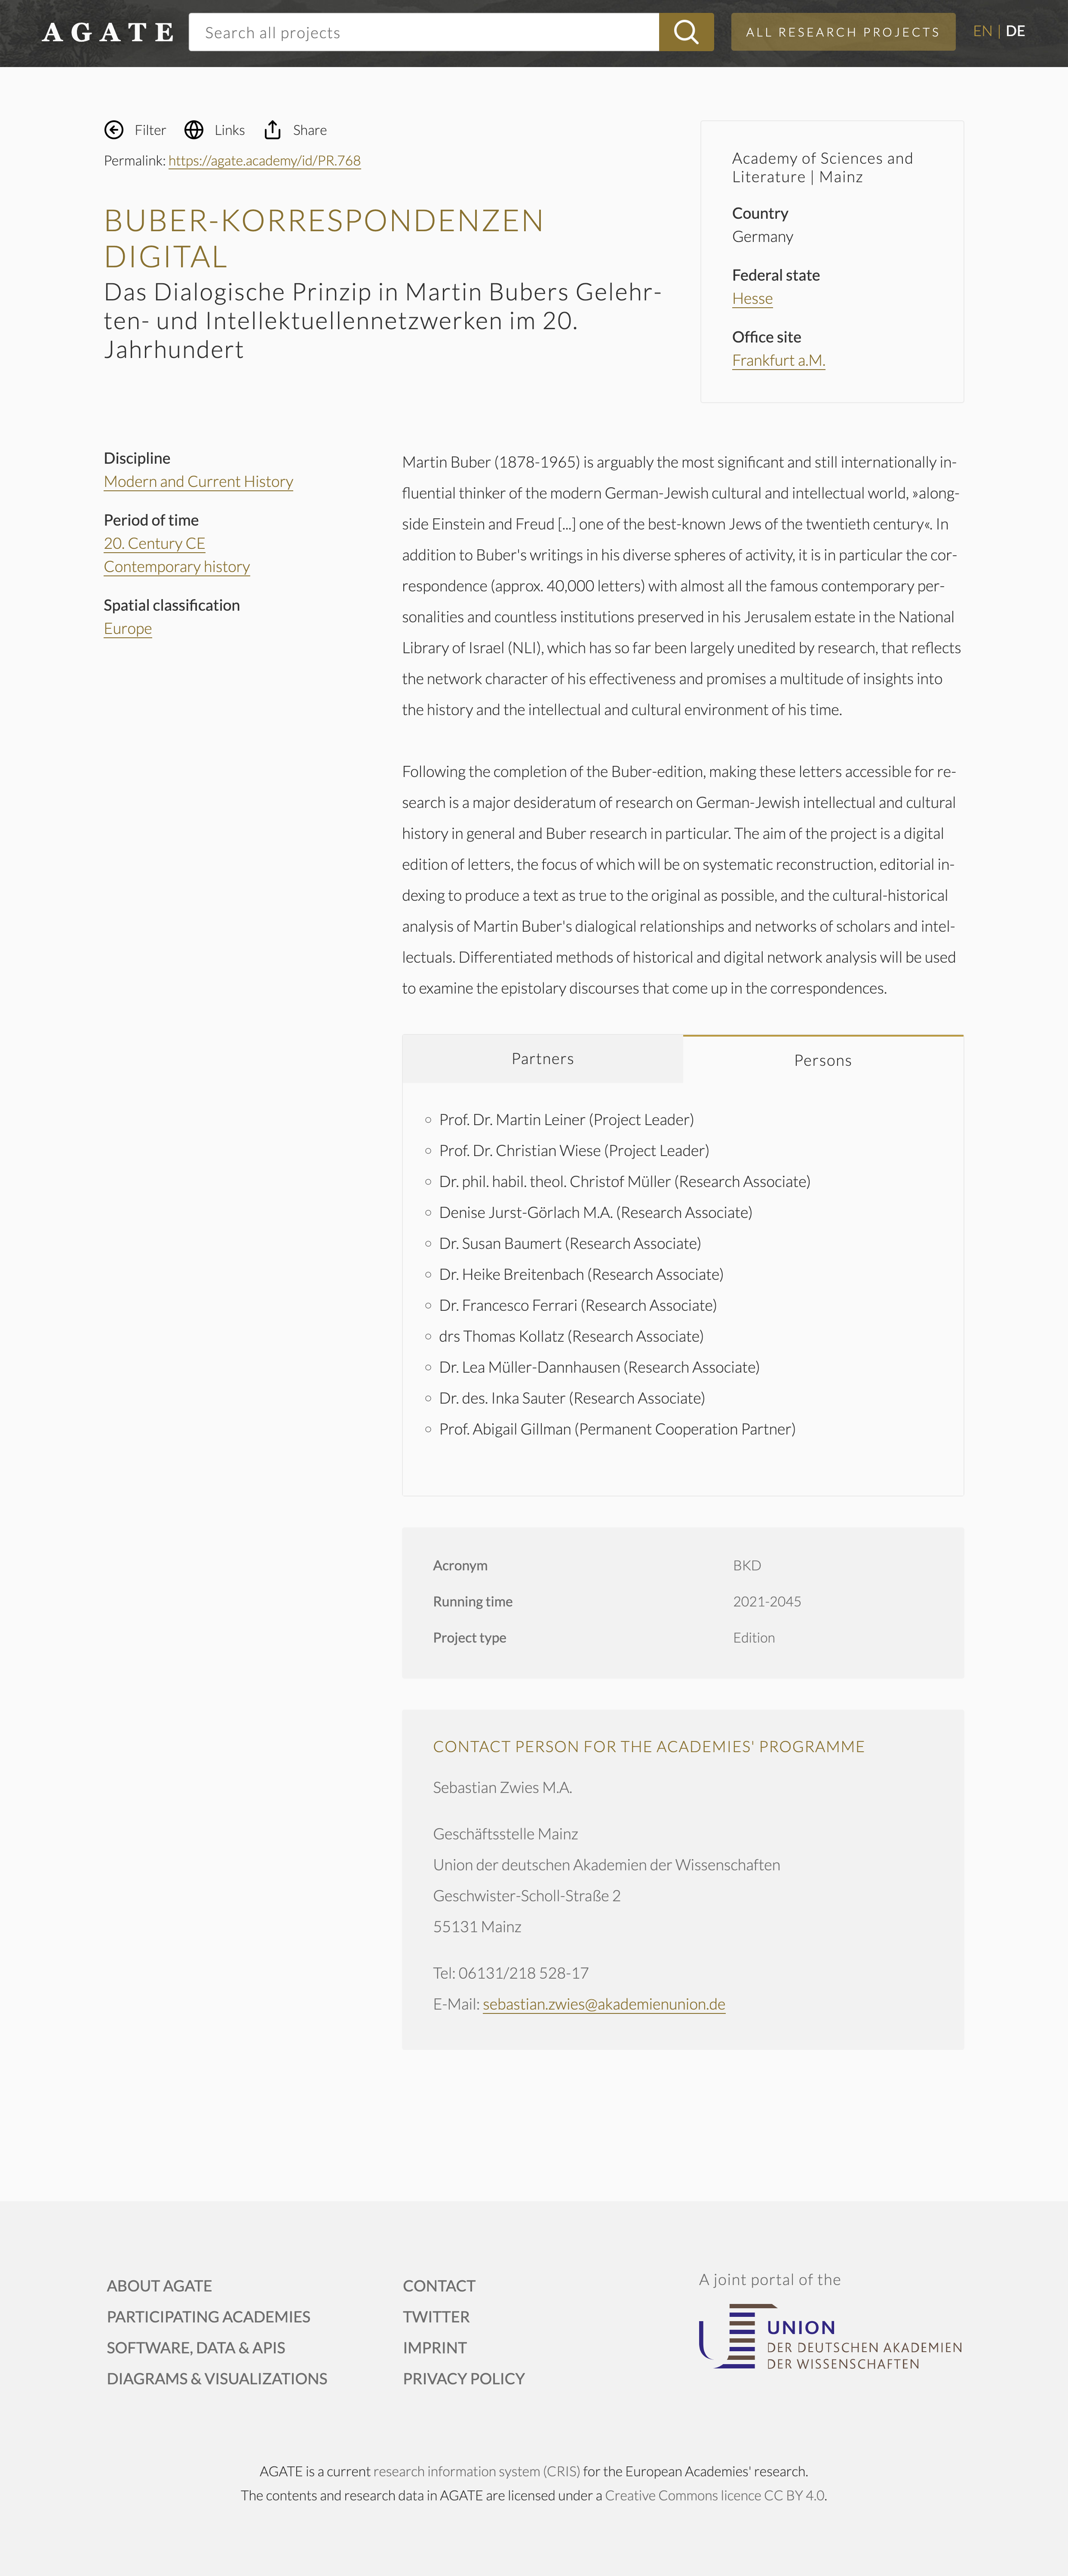 AGATE
Search all projects
ALL RESEARCH PROJECTS
EN | DE
Filter Links Share
Permalink: https://agate.academy/id/PR.768
BUBER-KORRESPONDENZEN
DIGITAL
Das Dialogische Prinzip in Martin Bubers Gelehr-
ten- und Intellektuellennetzwerken im 20.
Jahrhundert
Academy of Sciences and
Literature | Mainz
Country
Germany
Federal state
Hesse
Office site
Frankfurt a.M.
Discipline
Modern and Current History
Period of time
20. Century CE
Contemporary history
Spatial classification
Europe
Martin Buber (1878-1965) is arguably the most significant and still internationally in-
fluential thinker of the modern German-Jewish cultural and intellectual world, »along-
side Einstein and Freud [...] one of the best-known Jews of the twentieth century«. In
addition to Buber's writings in his diverse spheres of activity, it is in particular the cor-
respondence (approx. 40,000 letters) with almost all the famous contemporary per-
sonalities and countless institutions preserved in his Jerusalem estate in the National
Library of Israel (NLI), which has so far been largely unedited by research, that reflects
the network character of his effectiveness and promises a multitude of insights into
the history and the intellectual and cultural environment of his time.
Following the completion of the Buber-edition, making these letters accessible for re-
search is a major desideratum of research on German-Jewish intellectual and cultural
history in general and Buber research in particular. The aim of the project is a digital
edition of letters, the focus of which will be on systematic reconstruction, editorial in-
dexing to produce a text as true to the original as possible, and the cultural-historical
analysis of Martin Buber's dialogical relationships and networks of scholars and intel-
lectuals. Differentiated methods of historical and digital network analysis will be used
to examine the epistolary discourses that come up in the correspondences.
Partners
Persons
Prof. Dr. Martin Leiner (Project Leader)
Prof. Dr. Christian Wiese (Project Leader)
Dr. phil. habil. theol. Christof Müller (Research Associate)
Denise Jurst-Görlach M.A. (Research Associate)
Dr. Susan Baumert (Research Associate)
Dr. Heike Breitenbach (Research Associate)
Dr. Francesco Ferrari (Research Associate)
drs Thomas Kollatz (Research Associate)
Dr. Lea Müller-Dannhausen (Research Associate)
Dr. des. Inka Sauter (Research Associate)
Prof. Abigail Gillman (Permanent Cooperation Partner)
Acronym BKD
Running time 2021-2045
Project type Edition
CONTACT PERSON FOR THE ACADEMIES' PROGRAMME
Sebastian Zwies M.A.
Geschäftsstelle Mainz
Union der deutschen Akademien der Wissenschaften
Geschwister-Scholl-Straße 2
55131 Mainz
Tel: 06131/218 528-17
E-Mail: sebastian.zwies@akademienunion.de
ABOUT AGATE
PARTICIPATING ACADEMIES
SOFTWARE, DATA & APIS
DIAGRAMS & VISUALIZATIONS
CONTACT
TWITTER
IMPRINT
PRIVACY POLICY
A joint portal of the
UNION
DER DEUTSCHEN AKADEMIEN
DER WISSENSCHAFTEN
AGATE is a current research information system (CRIS) for the European Academies' research.
The contents and research data in AGATE are licensed under a Creative Commons licence CC BY 4.0.